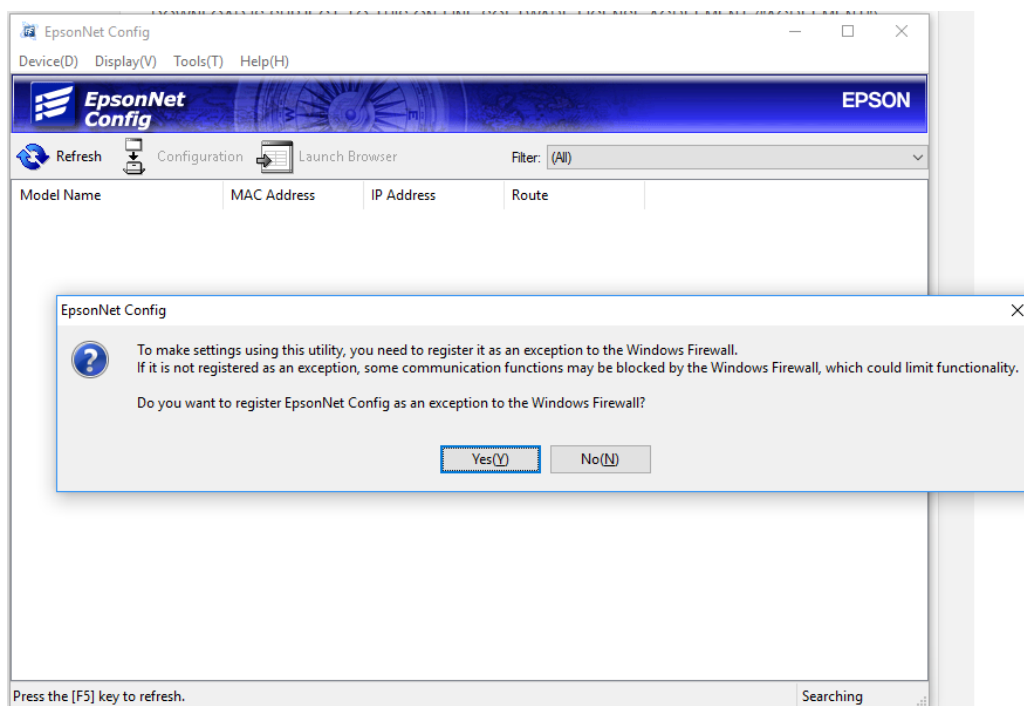 EpsonNet Config
Device(D) Display(V) Tools(T) Help(H)
EpsonNet
Config
EPSON
Refresh Configuration Launch Browser Filter: (All)
Model Name MAC Address IP Address Route
EpsonNet Config
To make settings using this utility, you need to register it as an exception to the Windows Firewall.
If it is not registered as an exception, some communication functions may be blocked by the Windows Firewall, which could limit functionality.
Do you want to register EpsonNet Config as an exception to the Windows Firewall?
Yes(Y) No(N)
Press the [F5] key to refresh. Searching